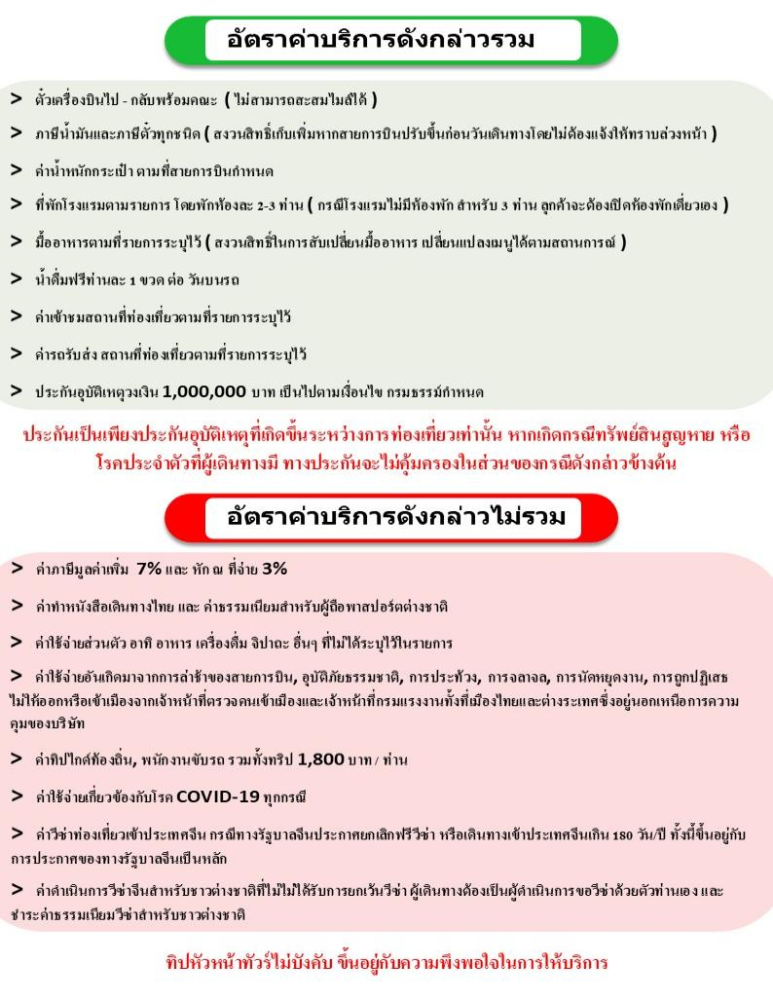 อัตราค่าบริการดังกล่าวรวม
> ตั๋วเครื่องบินไป - กลับพร้อมคณะ ( ไม่สามารถสะสมไมล์ได้ )
> ภาษีน้ำมันและภาษีตั๋วทุกชนิด ( สงวนสิทธิ์เก็บเพิ่มหากสายการบินปรับขึ้นก่อนวันเดินทางโดยไม่ต้องแจ้งให้ทราบล่วงหน้า )
> ค่าน้ำหนักกระเป๋า ตามที่สายการบินกำหนด
> ที่พักโรงแรมตามรายการ โดยพักห้องละ 2-3 ท่าน ( กรณีโรงแรมไม่มีห้องพัก สำหรับ 3 ท่าน ลูกค้าจะต้องเปิดห้องพักเดี่ยวเอง )
> มื้ออาหารตามที่รายการระบุไว้ ( สงวนสิทธิ์ในการสับเปลี่ยนมื้ออาหาร เปลี่ยนแปลงเมนูได้ตามสถานการณ์ )
> น้ำดื่มฟรีท่านละ 1 ขวด ต่อ วันบนรถ
> ค่าเข้าชมสถานที่ท่องเที่ยวตามที่รายการระบุไว้
> ค่ารถรับส่ง สถานที่ท่องเที่ยวตามที่รายการระบุไว้
> ประกันอุบัติเหตุวงเงิน 1,000,000 บาท เป็นไปตามเงื่อนไข กรมธรรม์กำหนด
ประกันเป็นเพียงประกันอุบัติเหตุที่เกิดขึ้นระหว่างการท่องเที่ยวเท่านั้น หากเกิดกรณีทรัพย์สินสูญหาย หรือ
โรคประจำตัวที่ผู้เดินทางมี ทางประกันจะไม่คุ้มครองในส่วนของกรณีดังกล่าวข้างต้น
อัตราค่าบริการดังกล่าวไม่รวม
> ค่าภาษีมูลค่าเพิ่ม 7% และ หัก ณ ที่จ่าย 3%
> ค่าทำหนังสือเดินทางไทย และ ค่าธรรมเนียมสำหรับผู้ถือพาสปอร์ตต่างชาติ
> ค่าใช้จ่ายส่วนตัว อาทิ อาหาร เครื่องดื่ม จิปาถะ อื่นๆ ที่ไม่ได้ระบุไว้ในรายการ
> ค่าใช้จ่ายอันเกิดมาจากการล่าช้าของสายการบิน, อุบัติภัยธรรมชาติ, การประท้วง, การจลาจล, การนัดหยุดงาน, การถูกปฏิเสธ
ไม่ให้ออกหรือเข้าเมืองจากเจ้าหน้าที่ตรวจคนเข้าเมืองและเจ้าหน้าที่กรมแรงงานทั้งที่เมืองไทยและต่างประเทศซึ่งอยู่นอกเหนือการความ
คุมของบริษัท
> ค่าทิปไกด์ท้องถิ่น, พนักงานขับรถ รวมทั้งทริป 1,800 บาท / ท่าน
> ค่าใช้จ่ายเกี่ยวข้องกับโรค COVID-19 ทุกกรณี
> ค่าวีซ่าท่องเที่ยวเข้าประเทศจีน กรณีทางรัฐบาลจีนประกาศยกเลิกฟรีวีซ่า หรือเดินทางเข้าประเทศจีนเกิน 180 วัน/ปี ทั้งนี้ขึ้นอยู่กับ
การประกาศของทางรัฐบาลจีนเป็นหลัก
> ค่าดำเนินการวีซ่าจีนสำหรับชาวต่างชาติที่ไม่ไม่ได้รับการยกเว้นวีซ่า ผู้เดินทางต้องเป็นผู้ดำเนินการขอวีซ่าด้วยตัวท่านเอง และ
ชำระค่าธรรมเนียมวีซ่าสำหรับชาวต่างชาติ
ทิปหัวหน้าทัวร์ไม่บังคับ ขึ้นอยู่กับความพึงพอใจในการให้บริการ